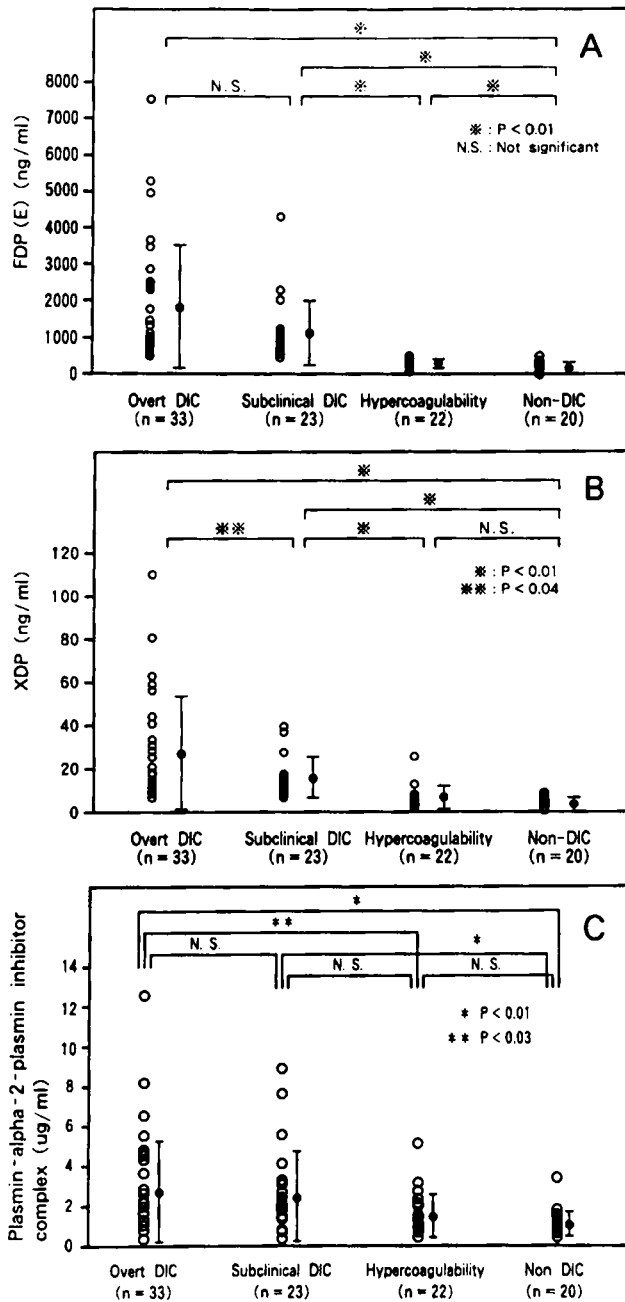 A
※
※
N.S.
※
※
※ : P < 0.01
N.S. : Not significant
FDP (E) (ng/ml)
8000
7000
6000
5000
4000
3000
2000
1000
0
Overt DIC Subclinical DIC Hypercoagulability Non-DIC
(n = 33) (n = 23) (n = 22) (n = 20)
B
※
※
※※
※
N.S.
※ : P < 0.01
※※ : P < 0.04
XDP (ng/ml)
120
100
80
60
40
20
0
Overt DIC Subclinical DIC Hypercoagulability Non-DIC
(n = 33) (n = 23) (n = 22) (n = 20)
C
*
**
N.S.
*
N.S.
N.S.
* P < 0.01
** P < 0.03
Plasmin-alpha-2-plasmin inhibitor
complex (ug/ml)
14
12
10
8
6
4
2
0
Overt DIC Subclinical DIC Hypercoagulability Non DIC
(n = 33) (n = 23) (n = 22) (n = 20)